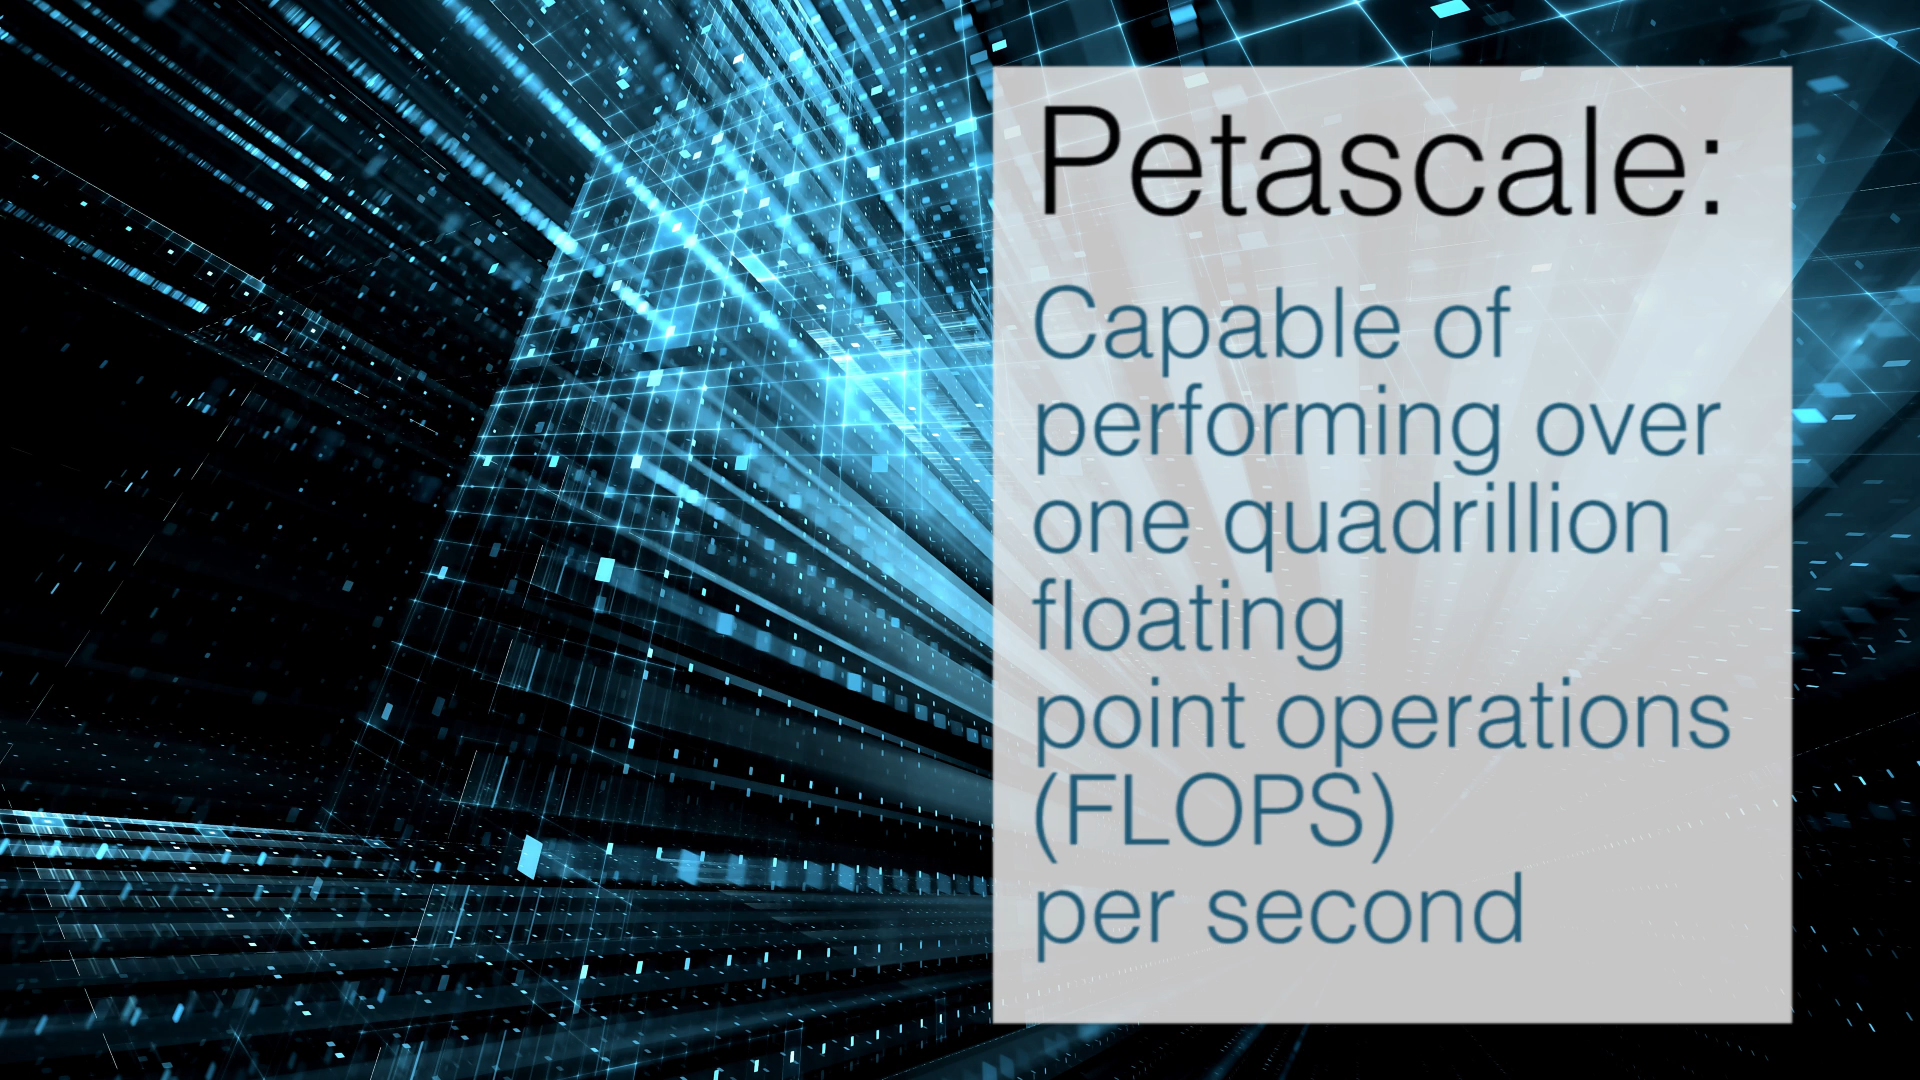 Petascale:
Capable of
performing over
one quadrillion
floating
point operations
(FLOPS)
per second